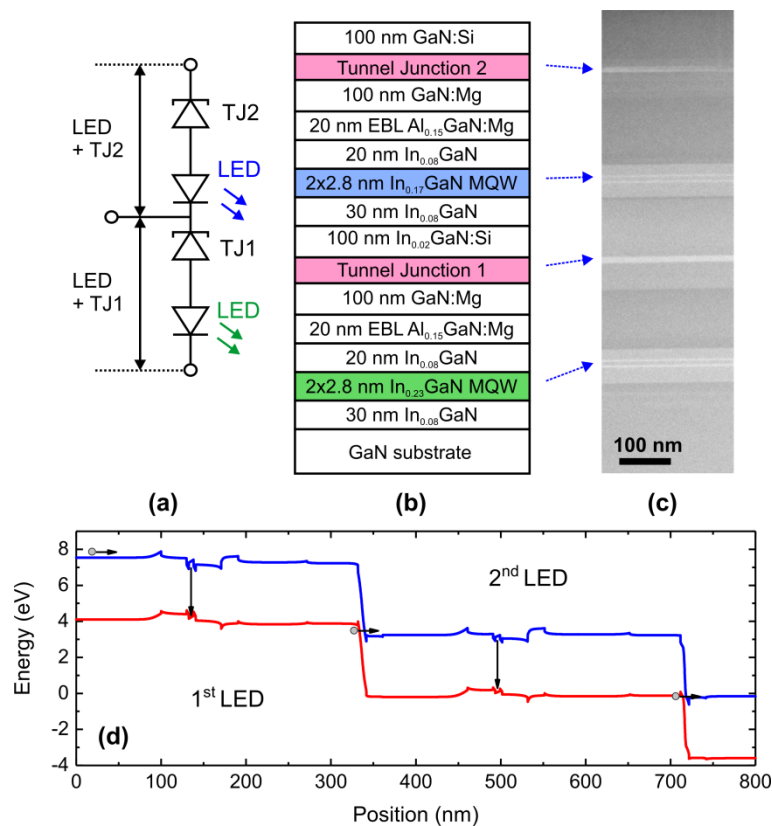 TJ2
LED
+ TJ2
LED
TJ1
LED
+ TJ1
LED
(a)
100 nm GaN:Si
Tunnel Junction 2
100 nm GaN:Mg
20 nm EBL Al0.15GaN:Mg
20 nm In0.08GaN
2x2.8 nm In0.17GaN MQW
30 nm In0.08GaN
100 nm In0.02GaN:Si
Tunnel Junction 1
100 nm GaN:Mg
20 nm EBL Al0.15GaN:Mg
20 nm In0.08GaN
2x2.8 nm In0.23GaN MQW
30 nm In0.08GaN
GaN substrate
(b)
100 nm
(c)
8
6
4
2
0
-2
-4
Energy (eV)
2nd LED
1st LED
(d)
0
100
200
300
400
500
600
700
800
Position (nm)